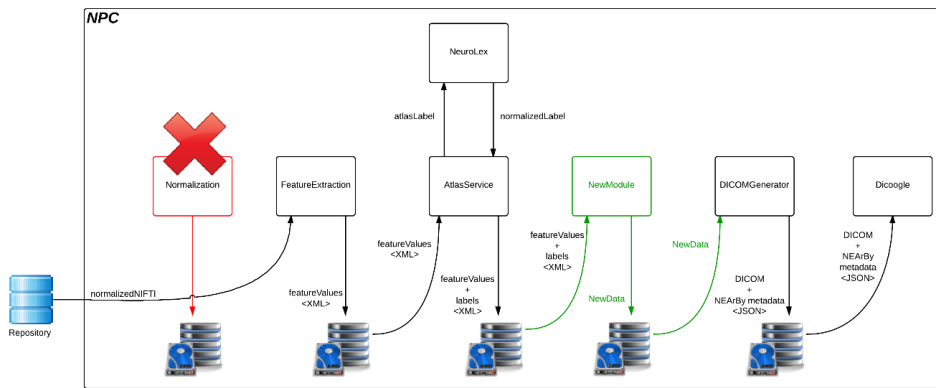 NPC
NeuroLex
atlasLabel
normalizedLabel
Normalization
FeatureExtraction
AtlasService
NewModule
DICOMGenerator
Dicoogle
featureValues
<XML>
featureValues
+
labels
<XML>
NewData
DICOM
+
NEArBy
metadata
<JSON>
normalizedNIFTI
featureValues
<XML>
featureValues
+
labels
<XML>
NewData
DICOM
+
NEArBy metadata
<JSON>
Repository